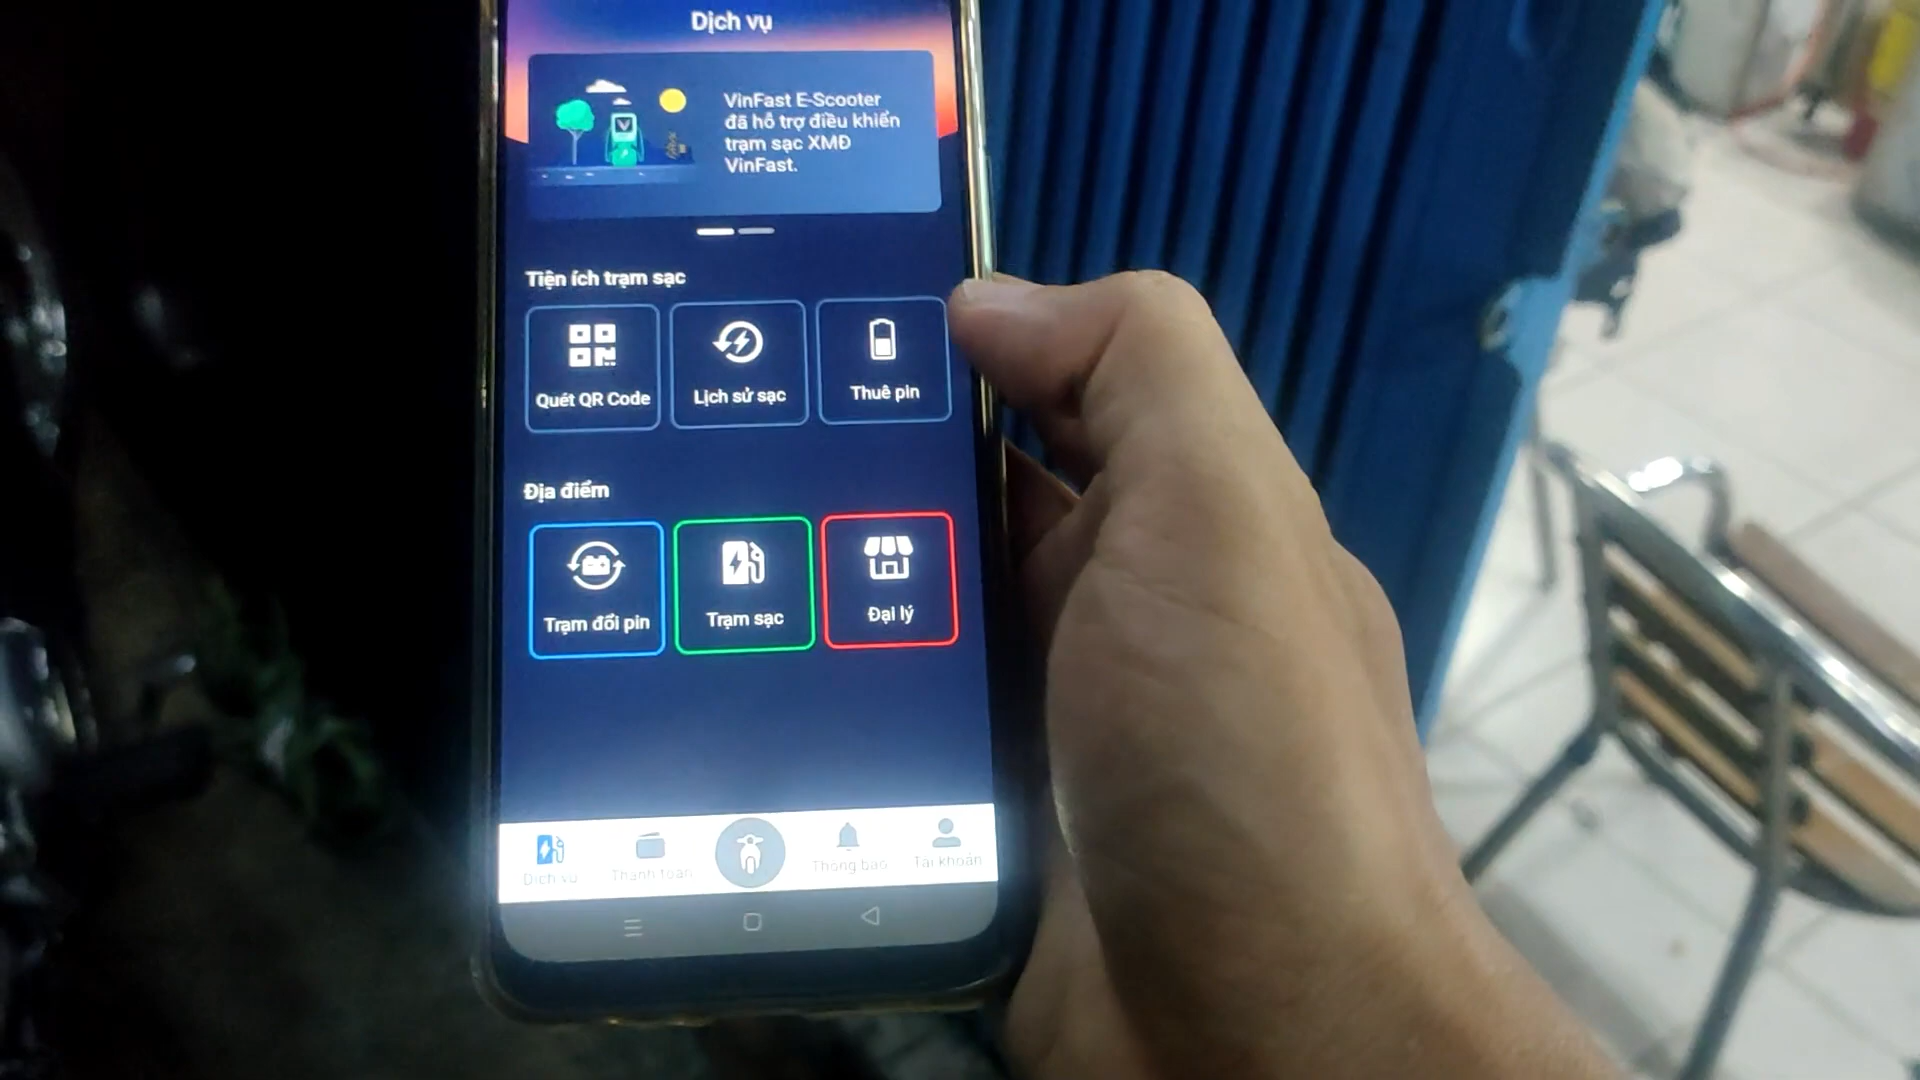 Dịch vụ
VinFast E-Scooter
đã hỗ trợ điều khiển
trạm sạc XMĐ
VinFast.
Tiện ích trạm sạc
Quét QR Code
Lịch sử sạc
Thuê pin
Địa điểm
Trạm đổi pin
Trạm sạc
Đại lý
Dịch vụ
Thanh toán
Thông báo
Tài khoản